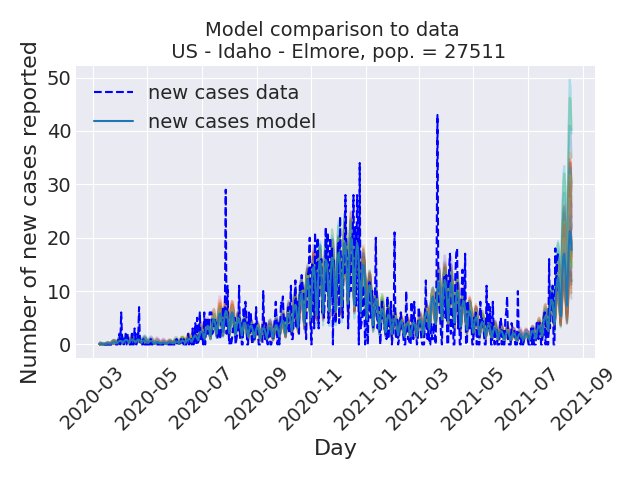 Model comparison to data
US - Idaho - Elmore, pop. = 27511
Number of new cases reported
50
40
30
20
10
0
new cases data
new cases model
2020-03
2020-05
2020-07
2020-09
2020-11
2021-01
2021-03
2021-05
2021-07
2021-09
Day